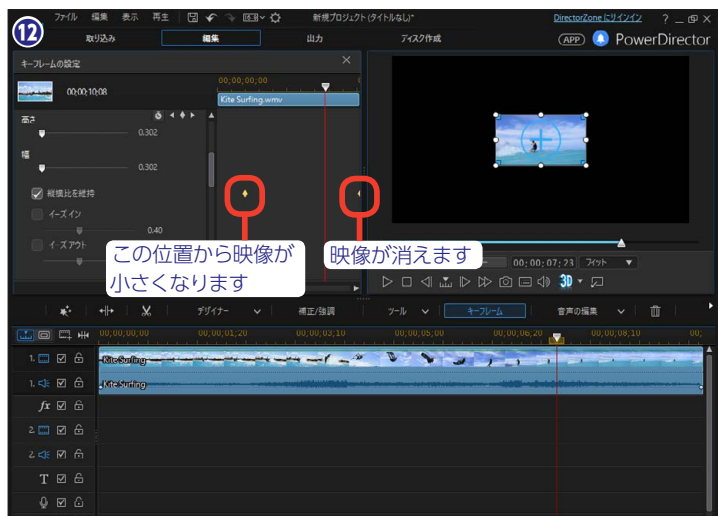 12
ファイル 編集 表示 再生 新規プロジェクト (タイトルなし)* DirectorZone にサインイン ? _ ×
取り込み 編集 出力 ディスク作成 APP PowerDirector
キーフレームの設定 ×
00;00;10;08 00;00;00;00
Kite Surfing.wmv
高さ
0.302
幅
0.302
縦横比を維持
イーズ イン
0.40
イーズ アウト
この位置から映像が
小さくなります
映像が消えます
00; 00; 07; 23 フィット
3D
デザイナー 補正/強調 ツール キーフレーム 音声の編集
00;00;00;00 00;00;01;20 00;00;03;10 00;00;05;00 00;00;06;20 00;00;08;10 00;
1. Kite Surfing
1. Kite Surfing
fx
2.
2.
T